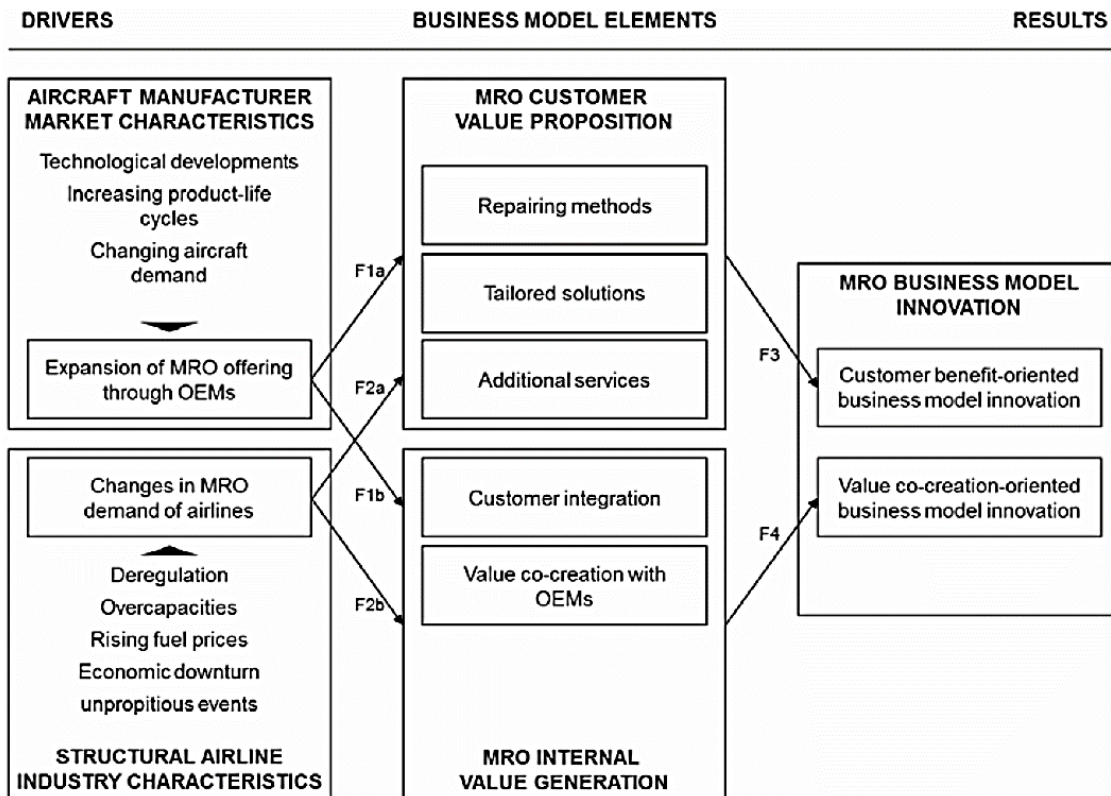 DRIVERS
BUSINESS MODEL ELEMENTS
RESULTS
AIRCRAFT MANUFACTURER
MARKET CHARACTERISTICS
Technological developments
Increasing product-life
cycles
Changing aircraft
demand
Expansion of MRO offering
through OEMs
Changes in MRO
demand of airlines
Deregulation
Overcapacities
Rising fuel prices
Economic downturn
unpropitious events
STRUCTURAL AIRLINE
INDUSTRY CHARACTERISTICS
F1a
F2a
F1b
F2b
MRO CUSTOMER
VALUE PROPOSITION
Repairing methods
Tailored solutions
Additional services
Customer integration
Value co-creation with
OEMs
MRO INTERNAL
VALUE GENERATION
F3
F4
MRO BUSINESS MODEL
INNOVATION
Customer benefit-oriented
business model innovation
Value co-creation-oriented
business model innovation